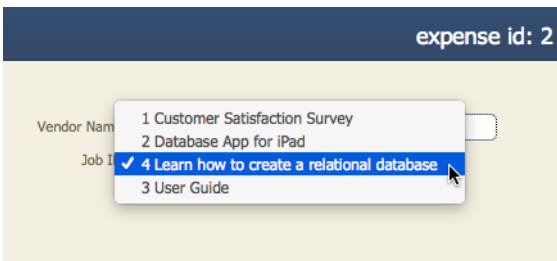 expense id: 2
Vendor Nam
1 Customer Satisfaction Survey
2 Database App for iPad
Job I
✓ 4 Learn how to create a relational database
3 User Guide